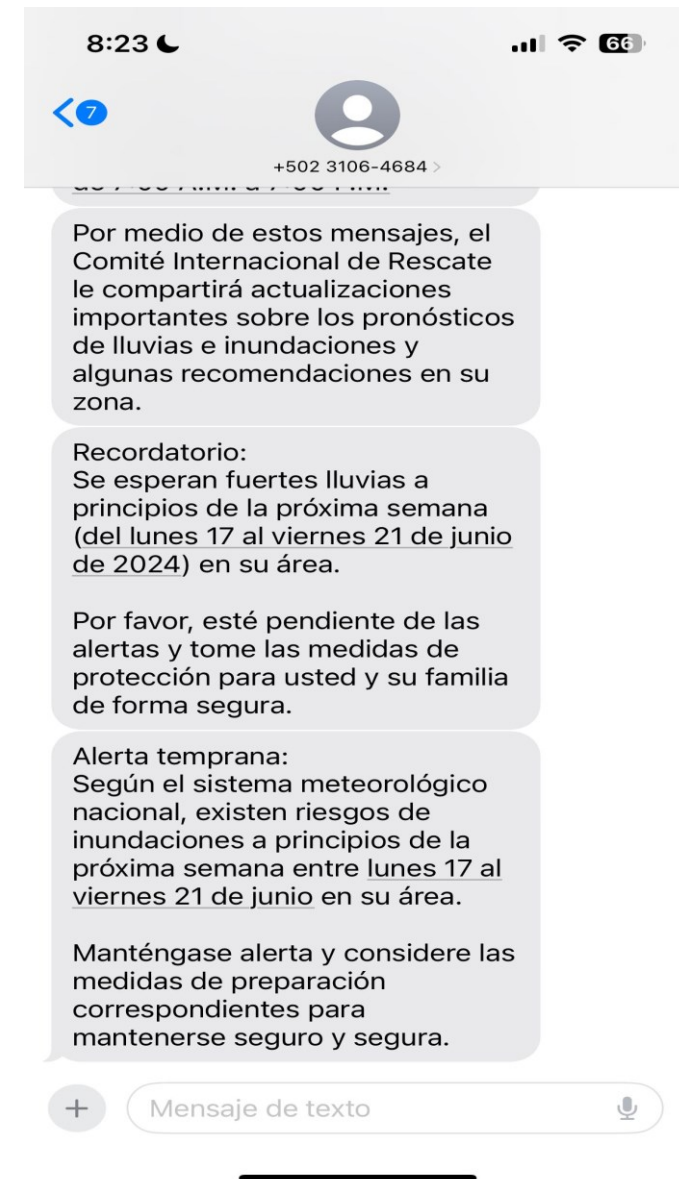 8:23
66
7
+502 3106-4684 >
Por medio de estos mensajes, el
Comité Internacional de Rescate
le compartirá actualizaciones
importantes sobre los pronósticos
de lluvias e inundaciones y
algunas recomendaciones en su
zona.
Recordatorio:
Se esperan fuertes lluvias a
principios de la próxima semana
(del lunes 17 al viernes 21 de junio
de 2024) en su área.
Por favor, esté pendiente de las
alertas y tome las medidas de
protección para usted y su familia
de forma segura.
Alerta temprana:
Según el sistema meteorológico
nacional, existen riesgos de
inundaciones a principios de la
próxima semana entre lunes 17 al
viernes 21 de junio en su área.
Manténgase alerta y considere las
medidas de preparación
correspondientes para
mantenerse seguro y segura.
Mensaje de texto